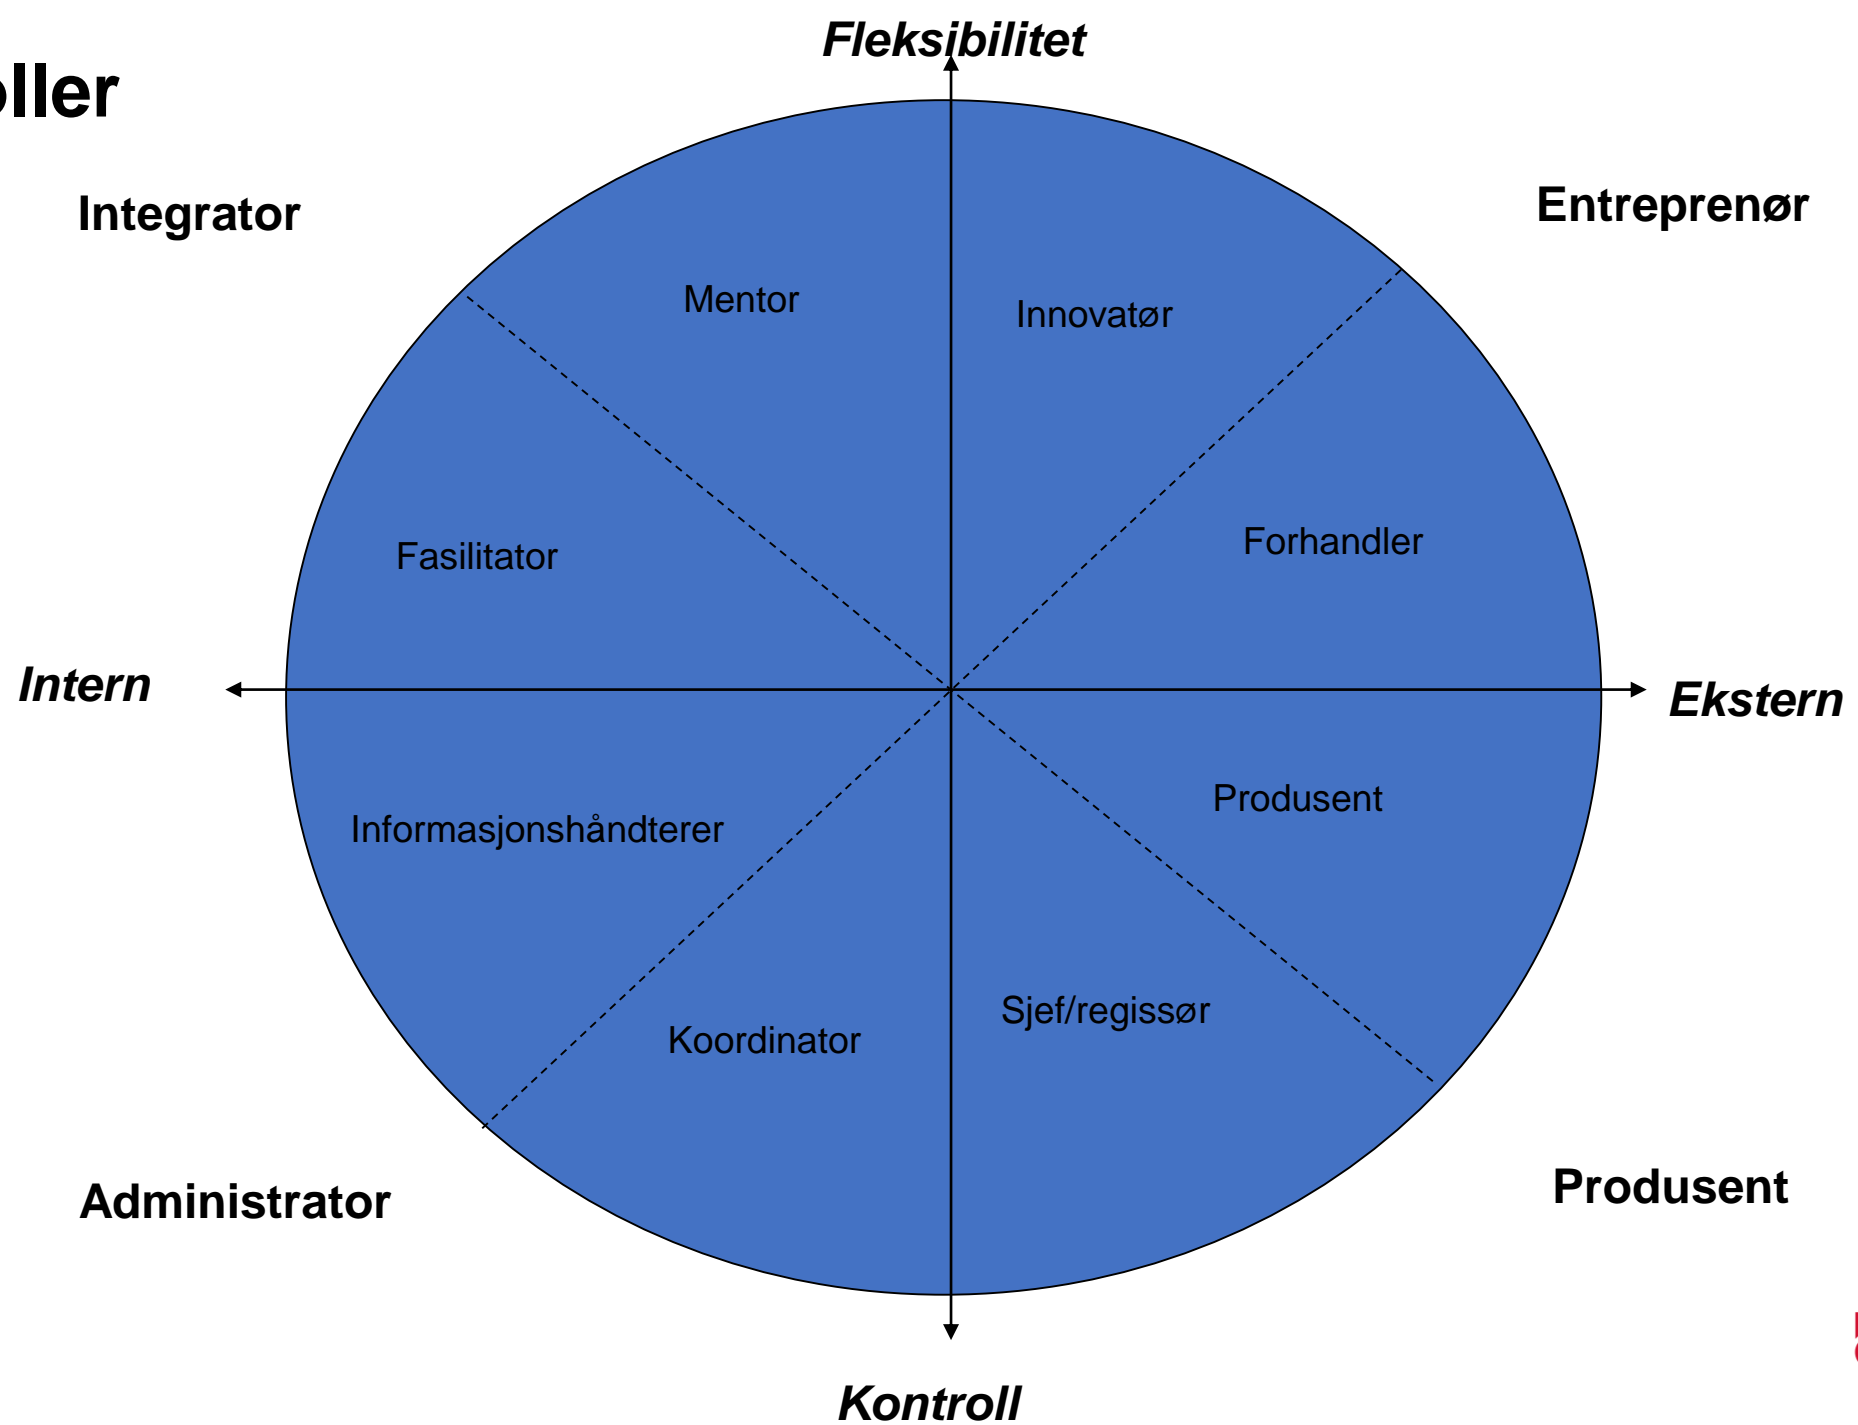 Fleksibilitet
oller
Integrator
Entreprenør
Mentor
Innovatør
Fasilitator
Forhandler
Intern
Ekstern
Informasjonshåndterer
Produsent
Koordinator
Sjef/regissør
Administrator
Produsent
Kontroll